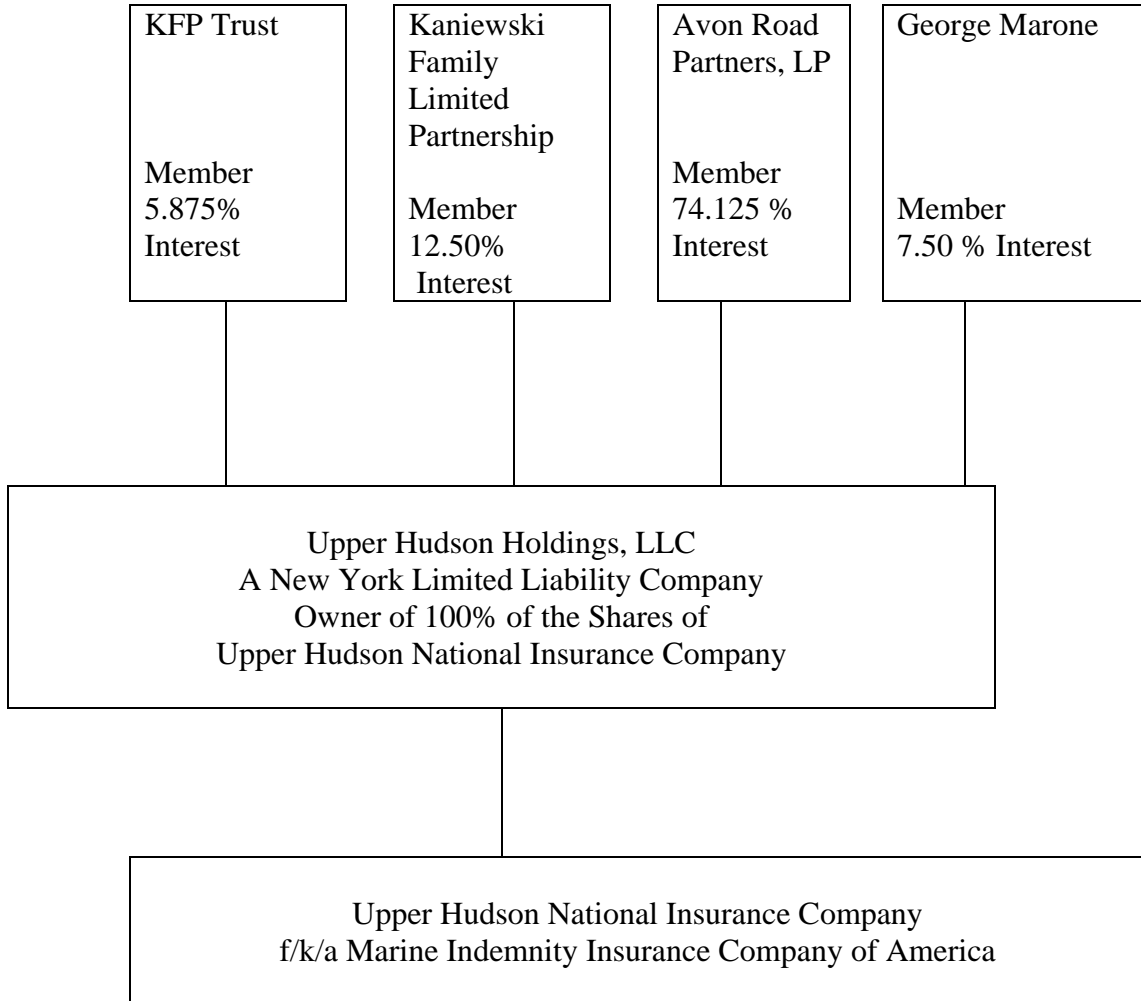 KFP Trust
Member
5.875%
Interest
Kaniewski
Family
Limited
Partnership
Member
12.50%
Interest
Avon Road
Partners, LP
Member
74.125 %
Interest
George Marone
Member
7.50 % Interest
Upper Hudson Holdings, LLC
A New York Limited Liability Company
Owner of 100% of the Shares of
Upper Hudson National Insurance Company
Upper Hudson National Insurance Company
f/k/a Marine Indemnity Insurance Company of America